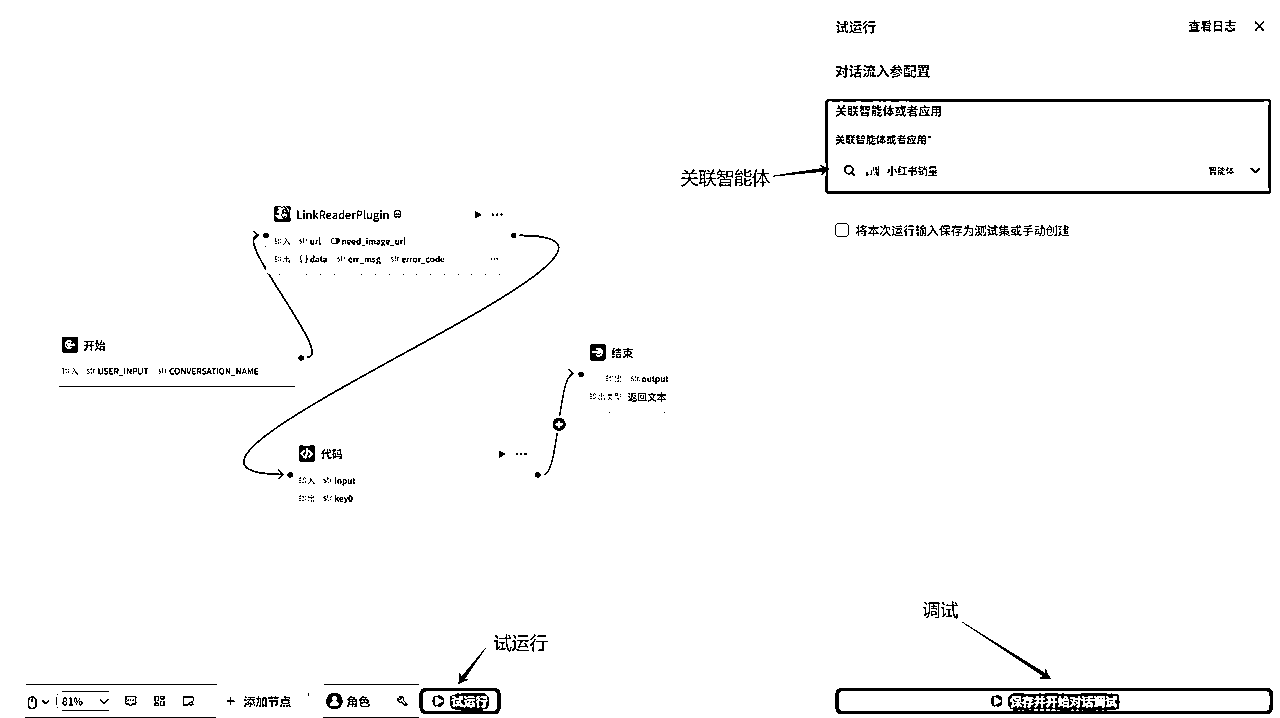 试运行
查看日志
对话流入参配置
关联智能体或者应用
关联智能体或者应用*
小红书销量
智能体
关联智能体
将本次运行输入保存为测试集或手动创建
LinkReaderPlugin
输入 str url need_image_url
输出 {} data str err_msg str error_code
开始
输入 str USER_INPUT str CONVERSATION_NAME
结束
输出 str output
输出类型 返回文本
代码
输入 str input
输出 str key0
调试
试运行
81%
添加节点
角色
试运行
保存并开始对话调试